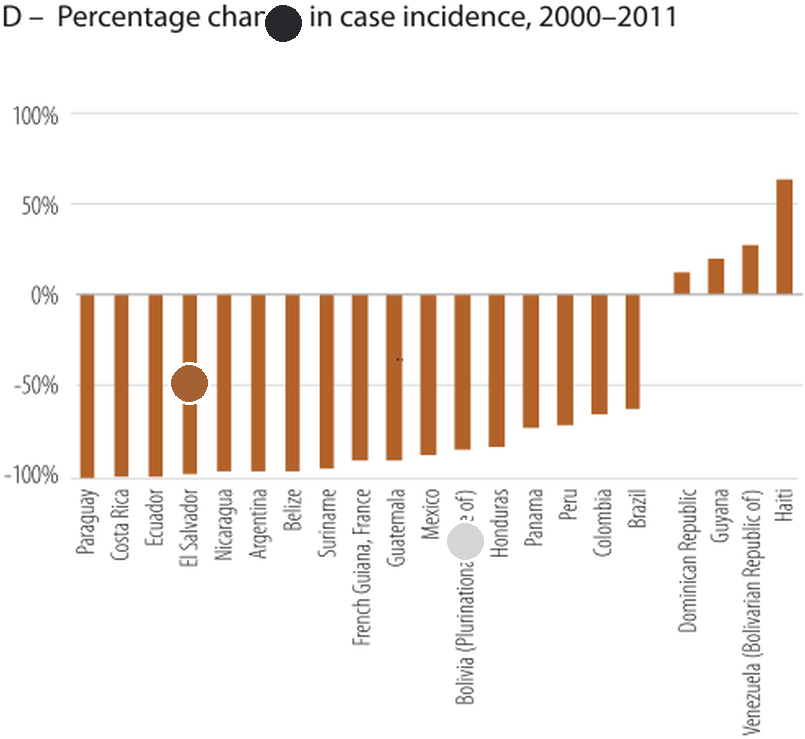 D – Percentage in case incidence, 2000–2011
100%
50%
0%
-50%
-100%
Paraguay
Costa Rica
Ecuador
El Salvador
Nicaragua
Argentina
Belize
Suriname
French Guiana, France
Guatemala
Mexico
Bolivia of)
Honduras
Panama
Peru
Colombia
Brazil
Dominican Republic
Guyana
Venezuela (Bolivarian Republic of)
Haiti